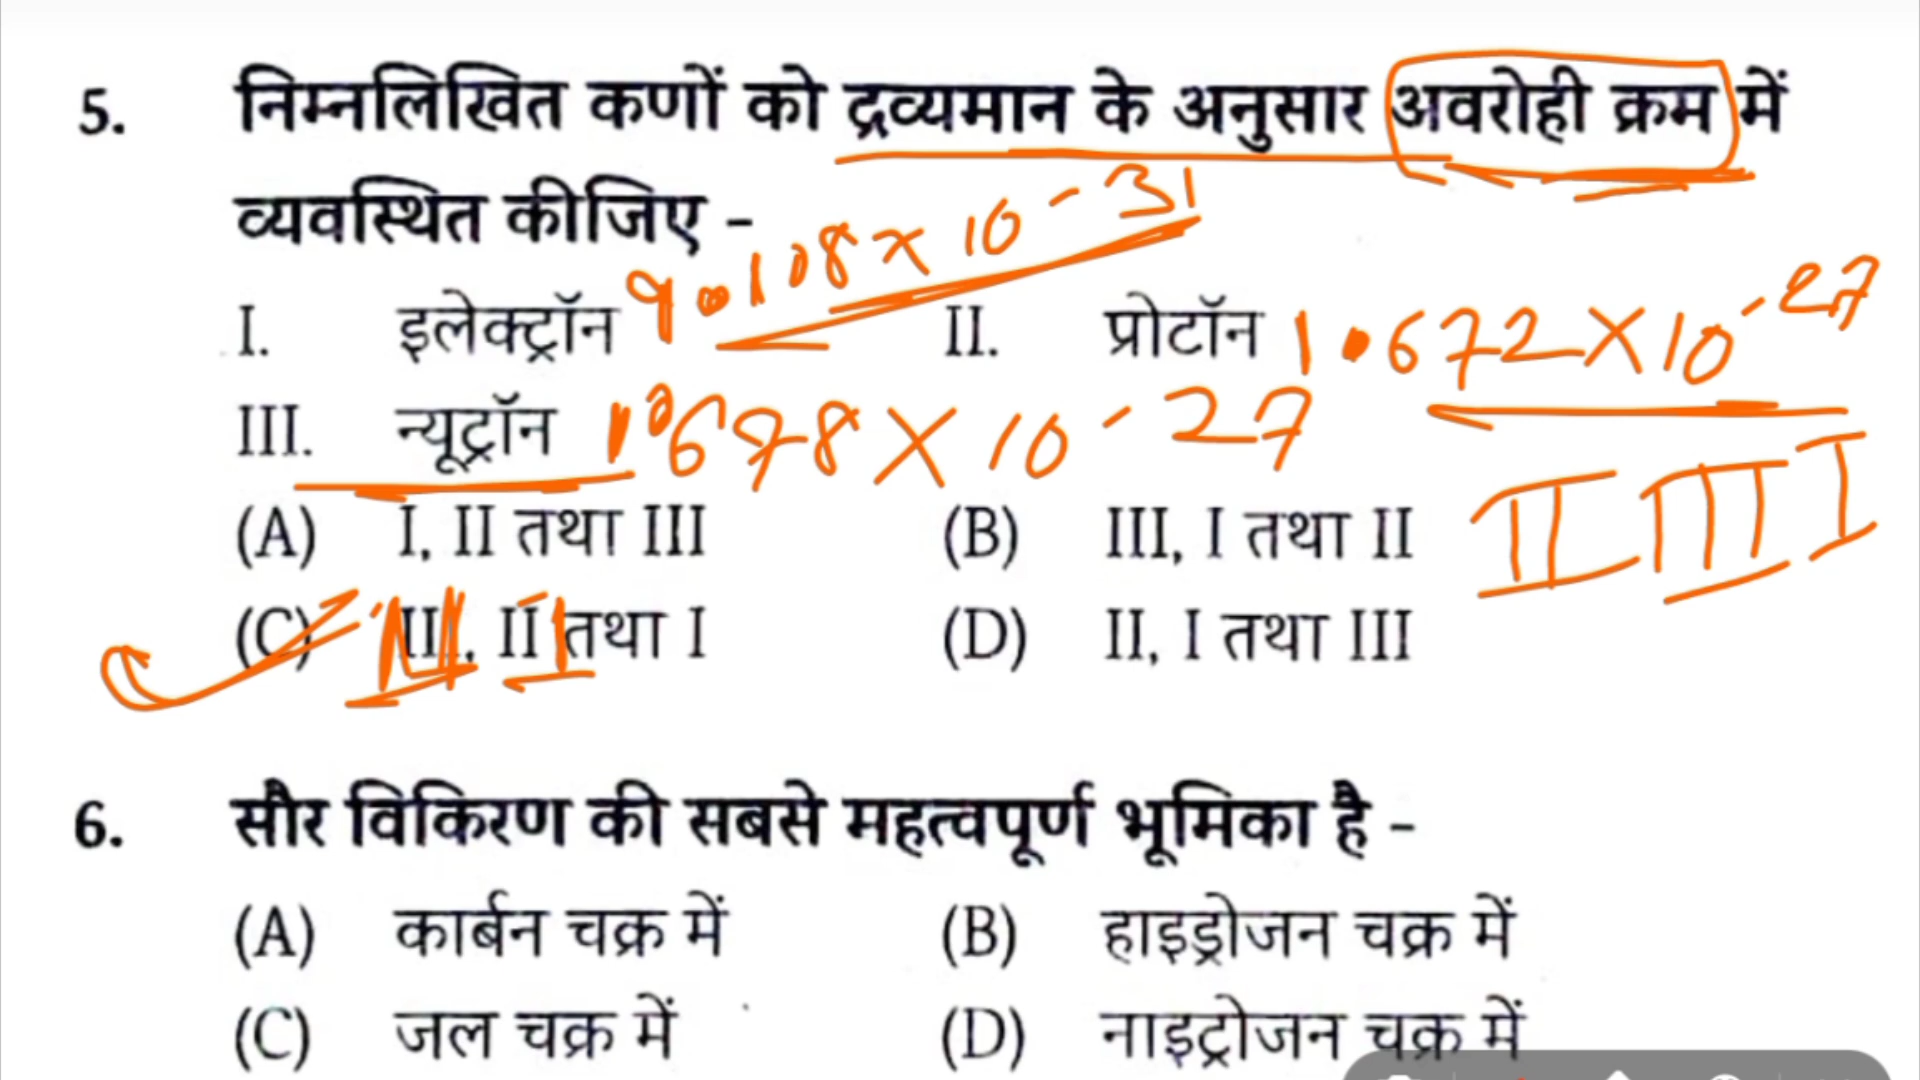 5. निम्नलिखित कणों को द्रव्यमान के अनुसार अवरोही क्रम में
व्यवस्थित कीजिए -
I. इलेक्ट्रॉन 9.108 x 10 - 31 II. प्रोटॉन 1.672 X 10 - 27
III. न्यूट्रॉन 1.678 X 10 - 27
(A) I, II तथा III (B) III, I तथा II II III I
(C) III, II तथा I (D) II, I तथा III
6. सौर विकिरण की सबसे महत्वपूर्ण भूमिका है -
(A) कार्बन चक्र में (B) हाइड्रोजन चक्र में
(C) जल चक्र में (D) नाइट्रोजन चक्र में